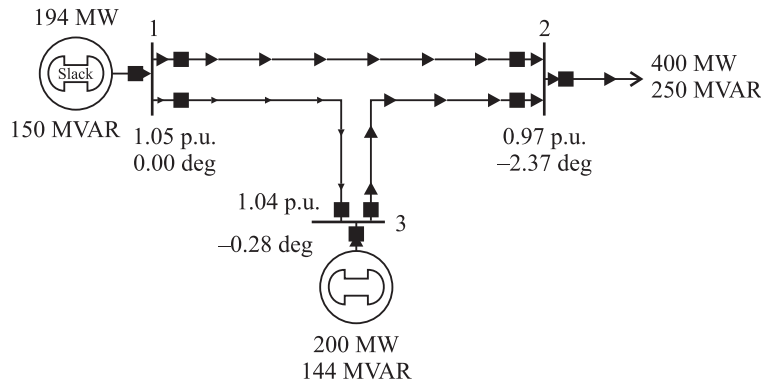 194 MW
1
2
Slack
400 MW
250 MVAR
150 MVAR
1.05 p.u.
0.00 deg
0.97 p.u.
–2.37 deg
1.04 p.u.
3
–0.28 deg
200 MW
144 MVAR